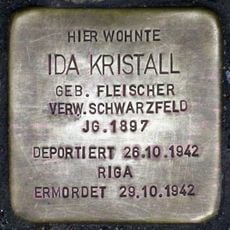 HIER WOHNTE
IDA KRISTALL
GEB. FLEISCHER
VERW. SCHWARZFELD
JG. 1897
DEPORTIERT 26.10.1942
RIGA
ERMORDET 29.10.1942